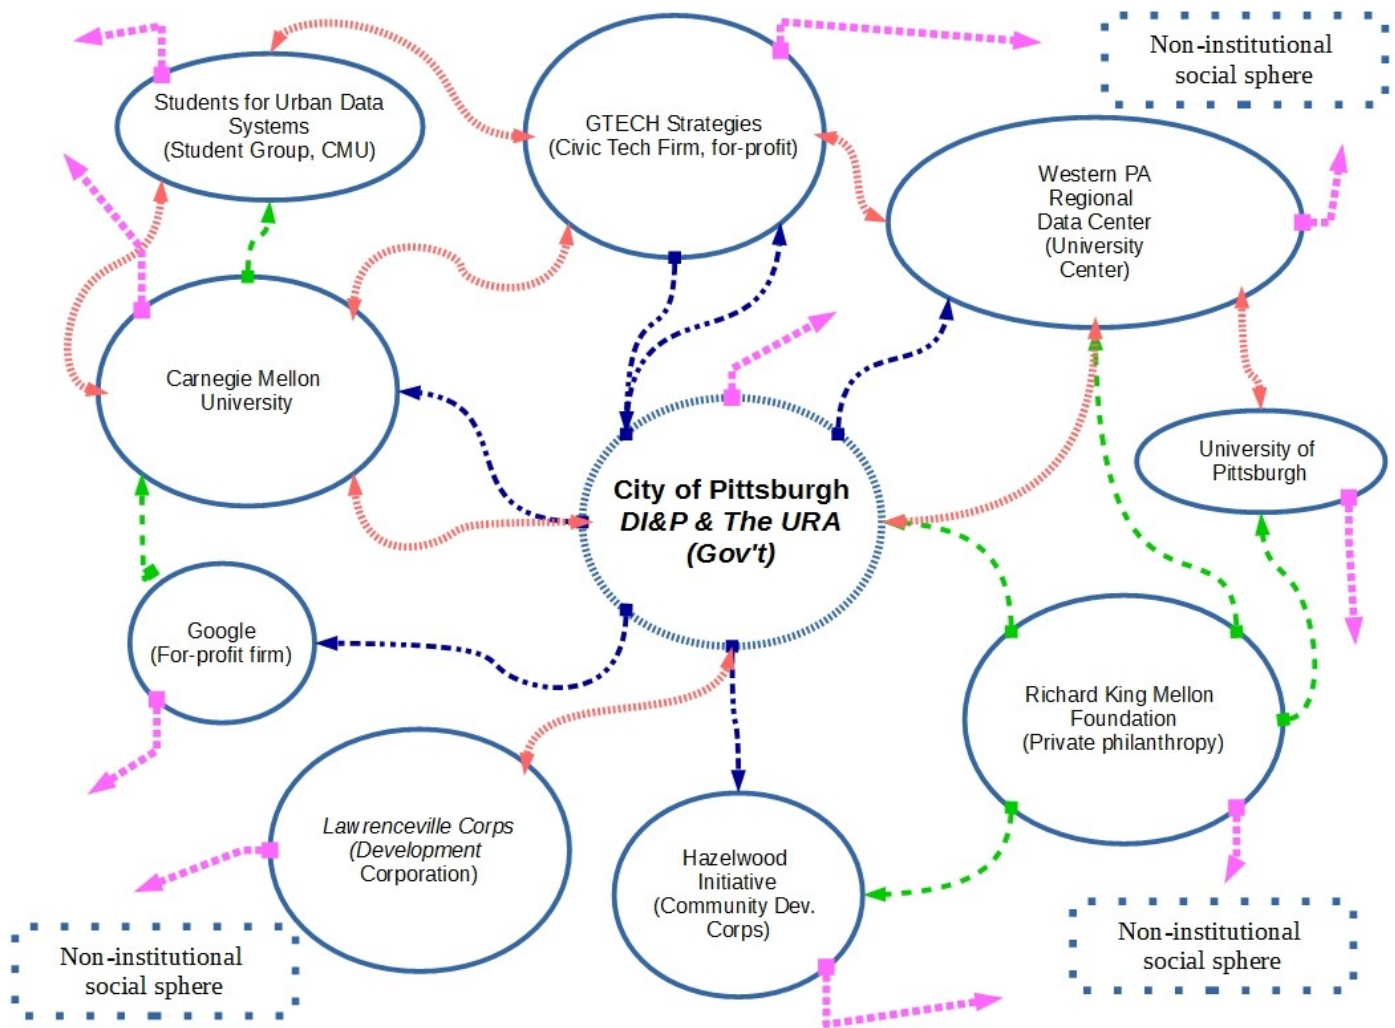 Non-institutional
social sphere
Students for Urban Data
Systems
(Student Group, CMU)
GTECH Strategies
(Civic Tech Firm, for-profit)
Western PA
Regional
Data Center
(University
Center)
Carnegie Mellon
University
University of
Pittsburgh
City of Pittsburgh
DI&P & The URA
(Gov't)
Google
(For-profit firm)
Richard King Mellon
Foundation
(Private philanthropy)
Lawrenceville Corps
(Development
Corporation)
Hazelwood
Initiative
(Community Dev.
Corps)
Non-institutional
social sphere
Non-institutional
social sphere